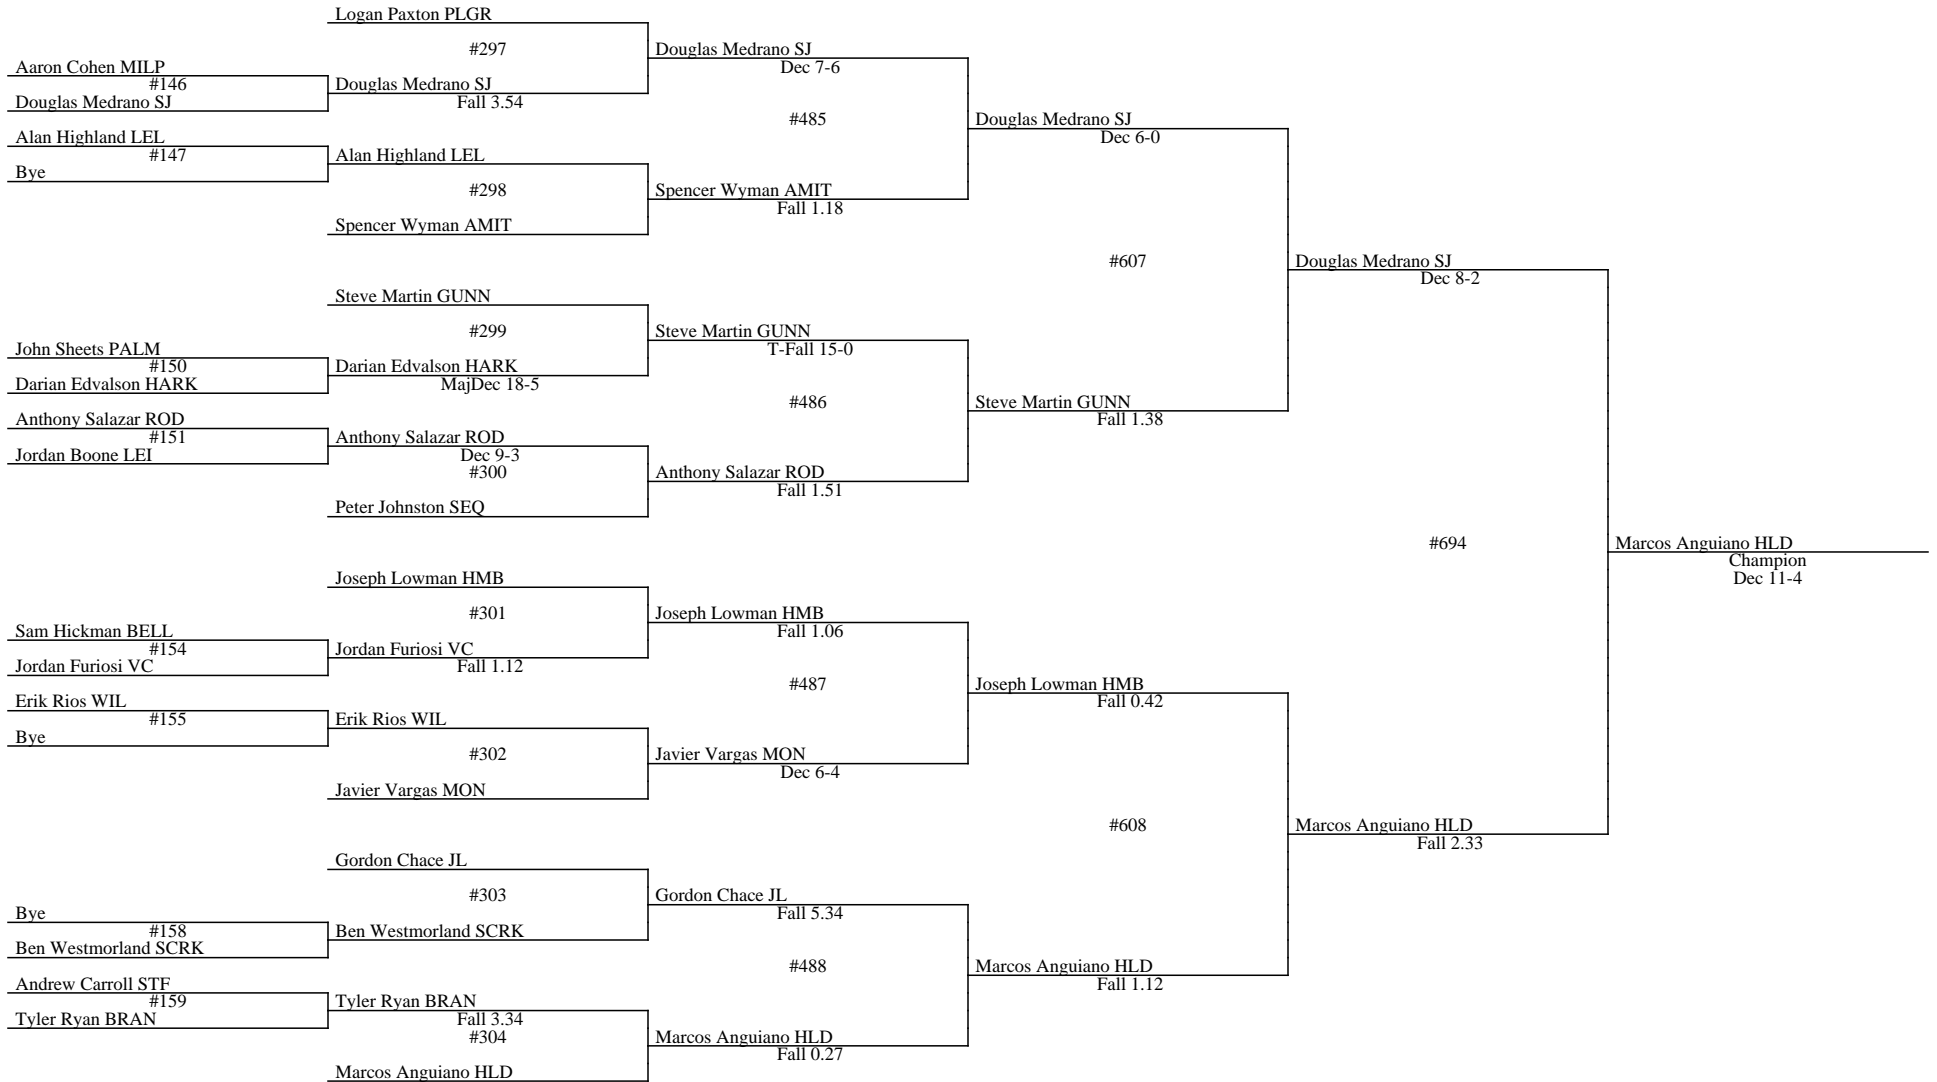 Logan Paxton PLGR
#297
Douglas Medrano SJ
Dec 7-6
Aaron Cohen MILP
#146
Douglas Medrano SJ
Douglas Medrano SJ
Fall 3.54
#485
Douglas Medrano SJ
Dec 6-0
Alan Highland LEL
#147
Bye
Alan Highland LEL
#298
Spencer Wyman AMIT
Fall 1.18
Spencer Wyman AMIT
#607
Douglas Medrano SJ
Dec 8-2
Steve Martin GUNN
#299
Steve Martin GUNN
T-Fall 15-0
John Sheets PALM
#150
Darian Edvalson HARK
Darian Edvalson HARK
MajDec 18-5
#486
Steve Martin GUNN
Fall 1.38
Anthony Salazar ROD
#151
Jordan Boone LEI
Anthony Salazar ROD
Dec 9-3
#300
Anthony Salazar ROD
Fall 1.51
Peter Johnston SEQ
#694
Marcos Anguiano HLD
Champion
Dec 11-4
Joseph Lowman HMB
#301
Joseph Lowman HMB
Fall 1.06
Sam Hickman BELL
#154
Jordan Furiosi VC
Jordan Furiosi VC
Fall 1.12
#487
Joseph Lowman HMB
Fall 0.42
Erik Rios WIL
#155
Bye
Erik Rios WIL
#302
Javier Vargas MON
Dec 6-4
Javier Vargas MON
#608
Marcos Anguiano HLD
Fall 2.33
Gordon Chace JL
#303
Gordon Chace JL
Fall 5.34
Bye
#158
Ben Westmorland SCRK
Ben Westmorland SCRK
#488
Marcos Anguiano HLD
Fall 1.12
Andrew Carroll STF
#159
Tyler Ryan BRAN
Tyler Ryan BRAN
Fall 3.34
#304
Marcos Anguiano HLD
Fall 0.27
Marcos Anguiano HLD